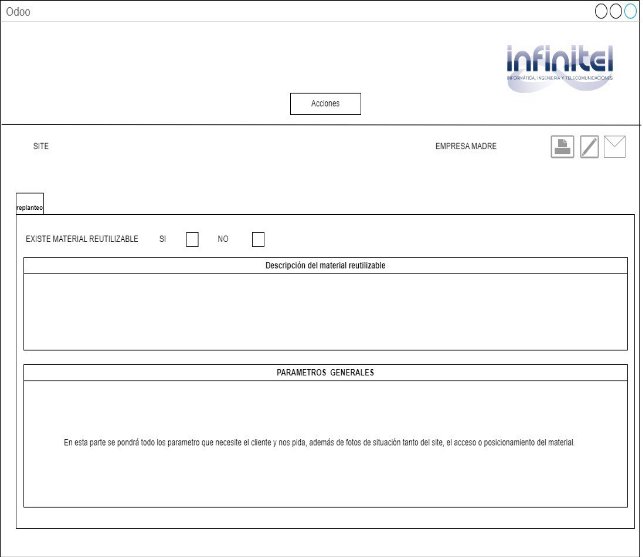 Odoo
infinitel
INFORMÁTICA, INGENIERÍA Y TELECOMUNICACIONES
Acciones
SITE EMPRESA MADRE
replanteo
EXISTE MATERIAL REUTILIZABLE SI NO
Descripción del material reutilizable
PARAMETROS GENERALES
En esta parte se pondrá todo los parametro que necesite el cliente y nos pida, además de fotos de situación tanto del site, el acceso o posicionamiento del material